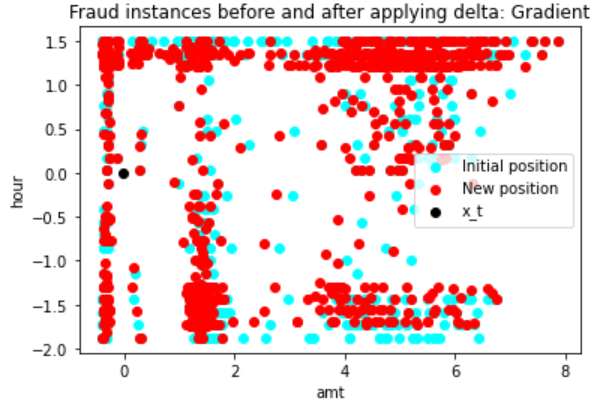 Fraud instances before and after applying delta: Gradient
1.5
1.0
0.5
0.0
−0.5
−1.0
−1.5
−2.0
hour
Initial position
New position
x_t
0 2 4 6 8
amt